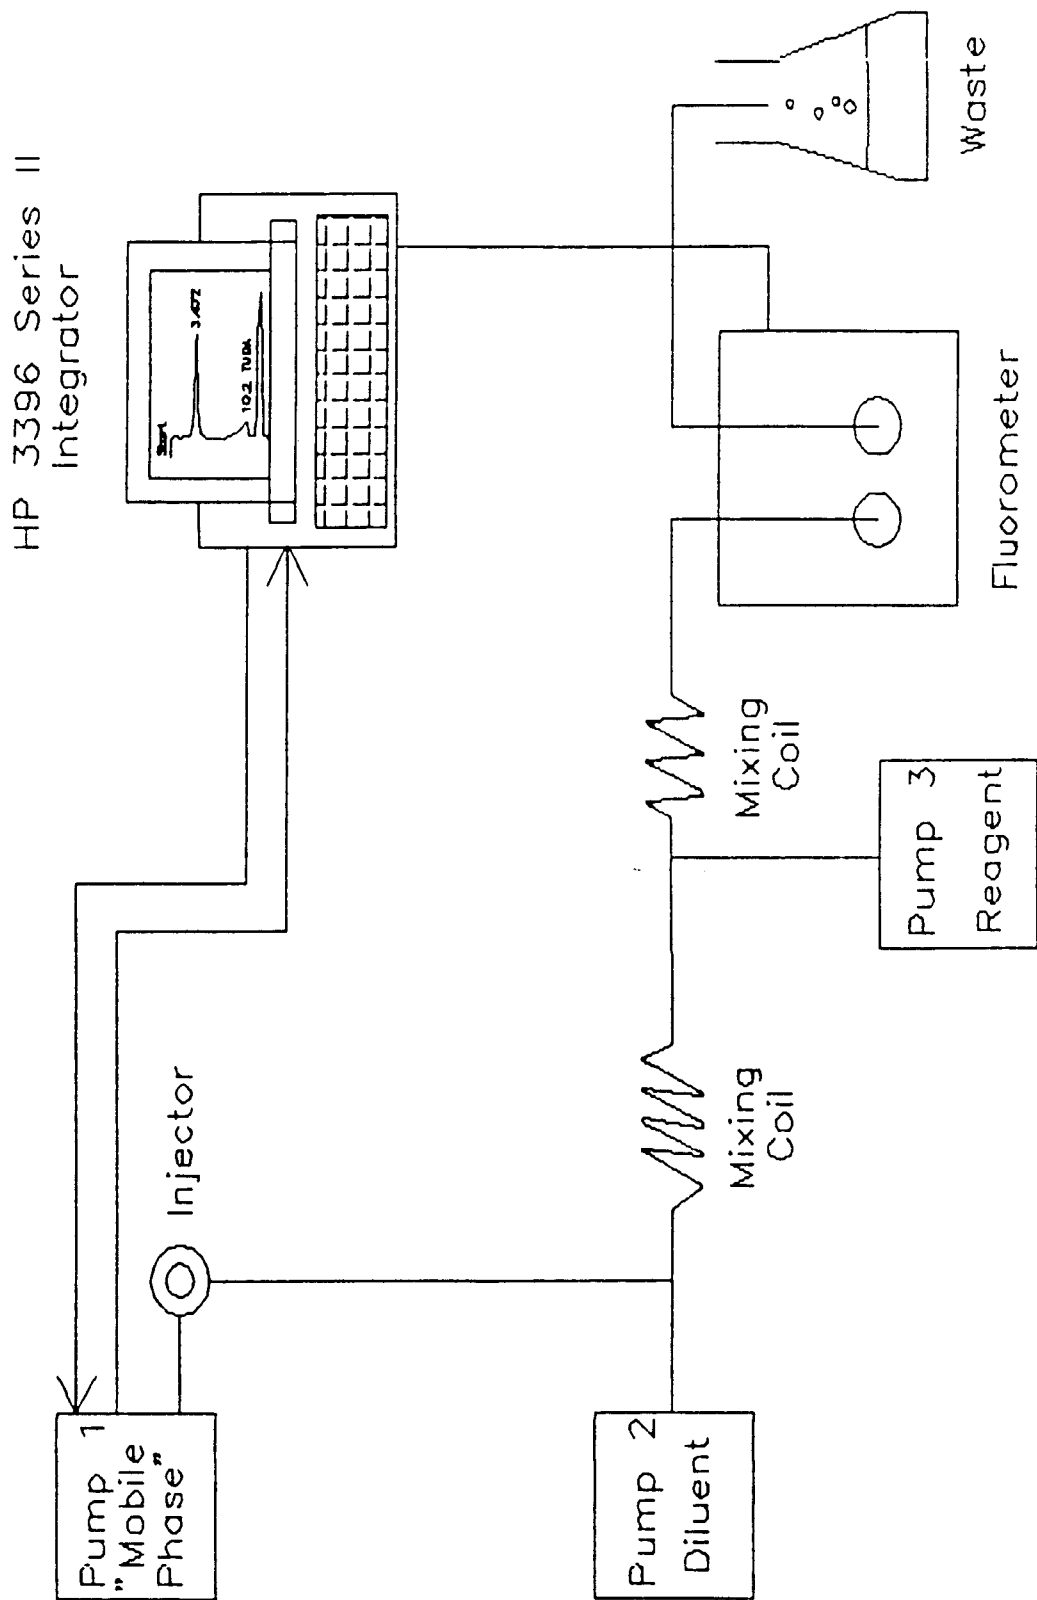 HP 3396 Series II
Integrator
Start
3.472
10.2 TUDA
Pump 1
"Mobile
Phase"
Injector
Pump 2
Diluent
Mixing
Coil
Mixing
Coil
Pump 3
Reagent
Fluorometer
Waste